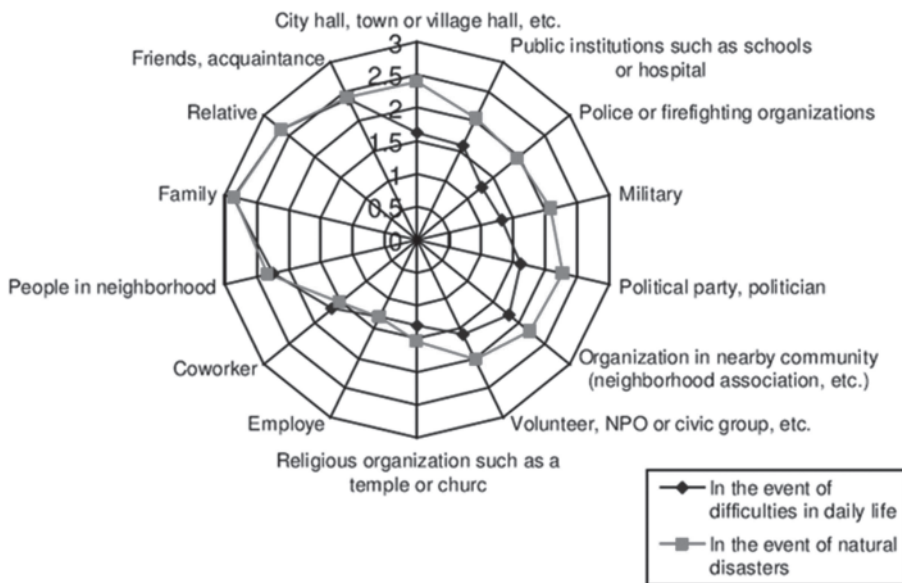 City hall, town or village hall, etc.
Public institutions such as schools
or hospital
Police or firefighting organizations
Military
Political party, politician
Organization in nearby community
(neighborhood association, etc.)
Volunteer, NPO or civic group, etc.
Religious organization such as a
temple or churc
Employe
Coworker
People in neighborhood
Family
Relative
Friends, acquaintance
3
2.5
2
1.5
1
0.5
0
In the event of
difficulties in daily life
In the event of natural
disasters